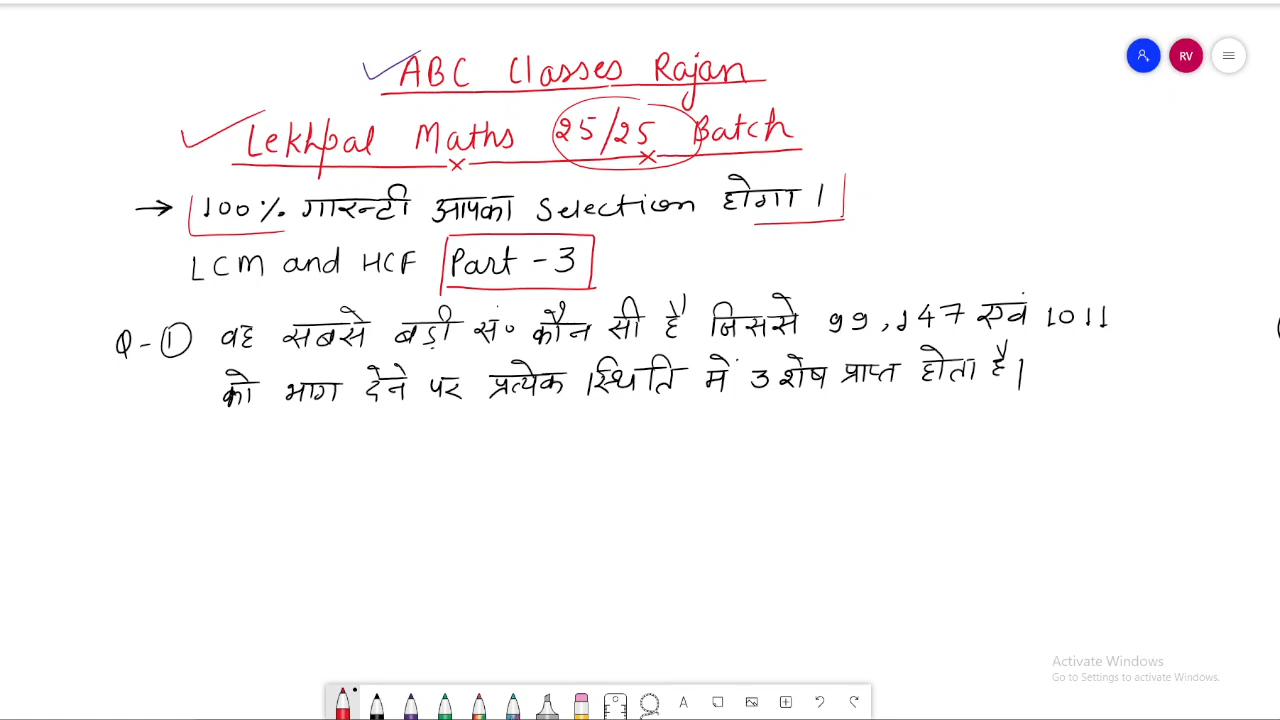 ABC Classes Rajan
RV
Lekhpal Maths 25/25 Batch
→ 100% गारन्टी आपका Selection होगा।
LCM and HCF Part - 3
Q - ① वह सबसे बड़ी सं० कौन सी है जिससे 99, 147 एवं 1011
को भाग देने पर प्रत्येक स्थिति में 3 शेष प्राप्त होता है।
Activate Windows
Go to Settings to activate Windows.
A